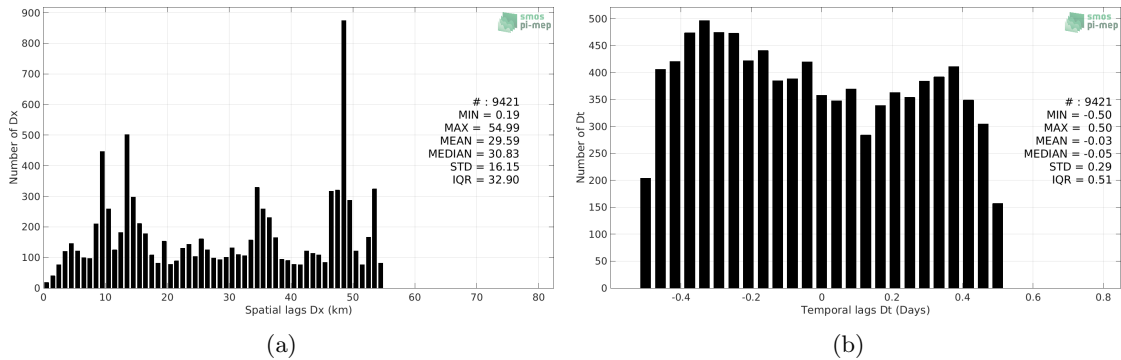 900
800
700
600
500
400
300
200
100
0
Number of Dx
0 10 20 30 40 50 60 70 80
Spatial lags Dx (km)
smos
pi-mep
# : 9421
MIN = 0.19
MAX = 54.99
MEAN = 29.59
MEDIAN = 30.83
STD = 16.15
IQR = 32.90
(a)
500
450
400
350
300
250
200
150
100
50
0
Number of Dt
-0.4 -0.2 0 0.2 0.4 0.6 0.8
Temporal lags Dt (Days)
smos
pi-mep
# : 9421
MIN = -0.50
MAX = 0.50
MEAN = -0.03
MEDIAN = -0.05
STD = 0.29
IQR = 0.51
(b)